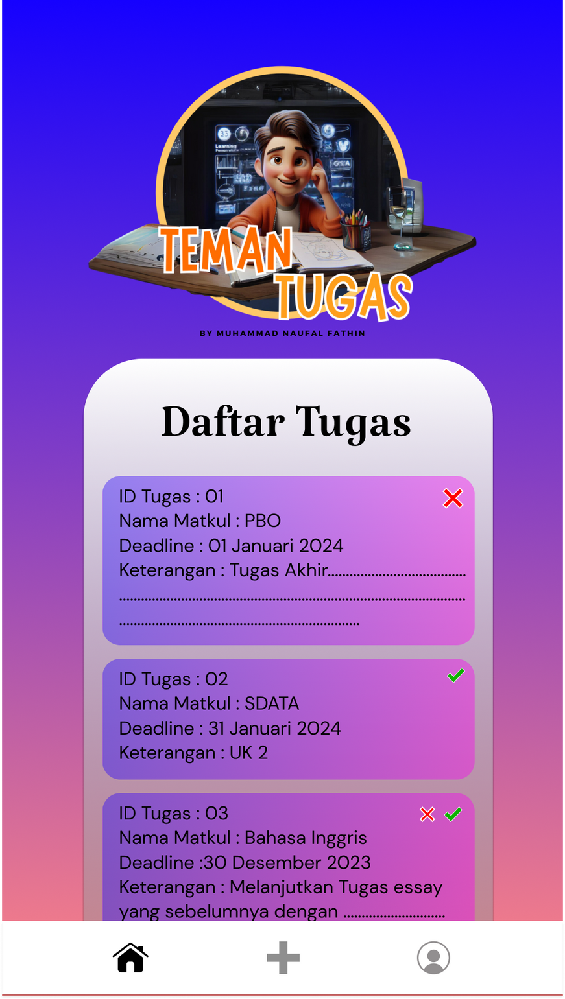 35
Learning
TEMAN
TUGAS
BY MUHAMMAD NAUFAL FATHIN
Daftar Tugas
ID Tugas : 01
Nama Matkul : PBO
Deadline : 01 Januari 2024
Keterangan : Tugas Akhir......................................
...............................................................................................
..................................................................
ID Tugas : 02
Nama Matkul : SDATA
Deadline : 31 Januari 2024
Keterangan : UK 2
ID Tugas : 03
Nama Matkul : Bahasa Inggris
Deadline :30 Desember 2023
Keterangan : Melanjutkan Tugas essay
yang sebelumnya dengan ............................